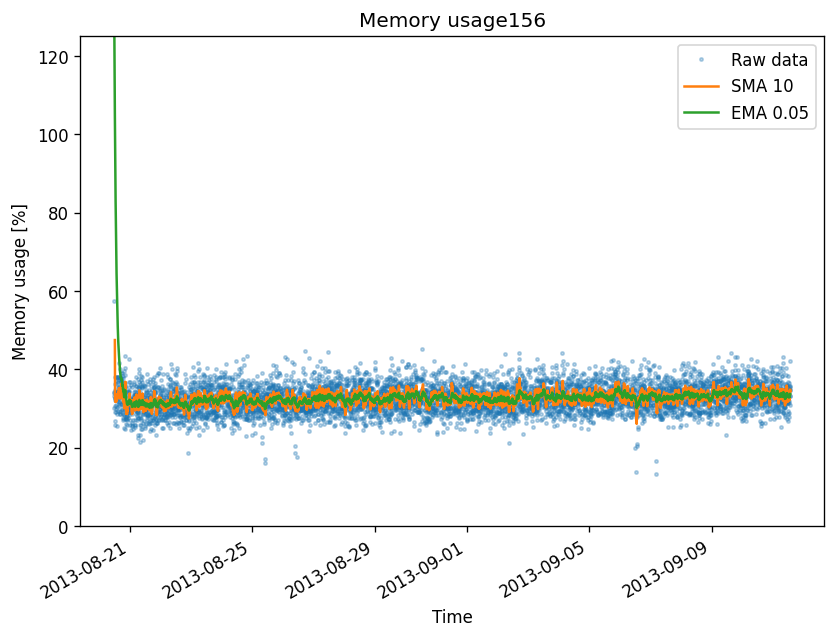 Memory usage156
Raw data
SMA 10
EMA 0.05
Memory usage [%]
120
100
80
60
40
20
0
2013-08-21
2013-08-25
2013-08-29
2013-09-01
2013-09-05
2013-09-09
Time